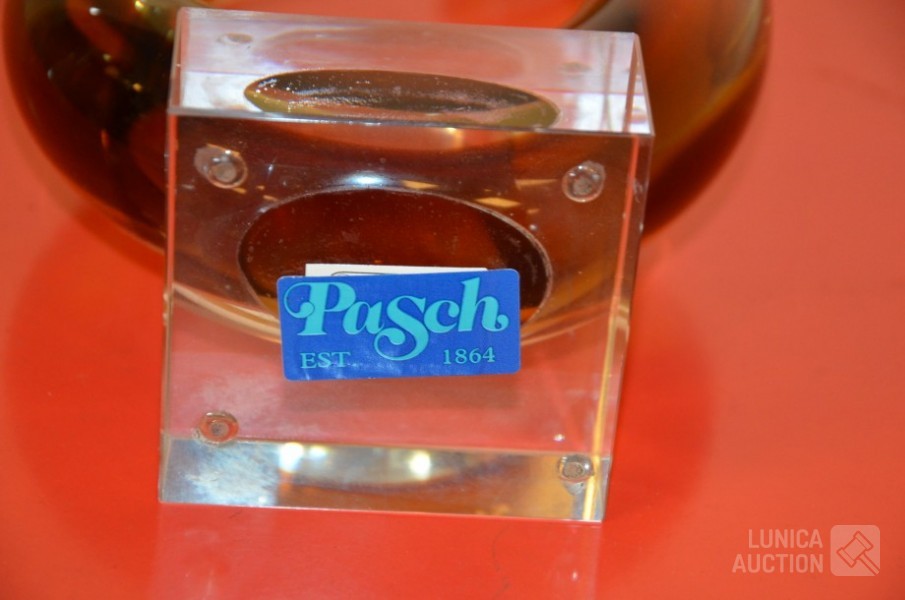 Pasch
EST. 1864
LUNICA
AUCTION